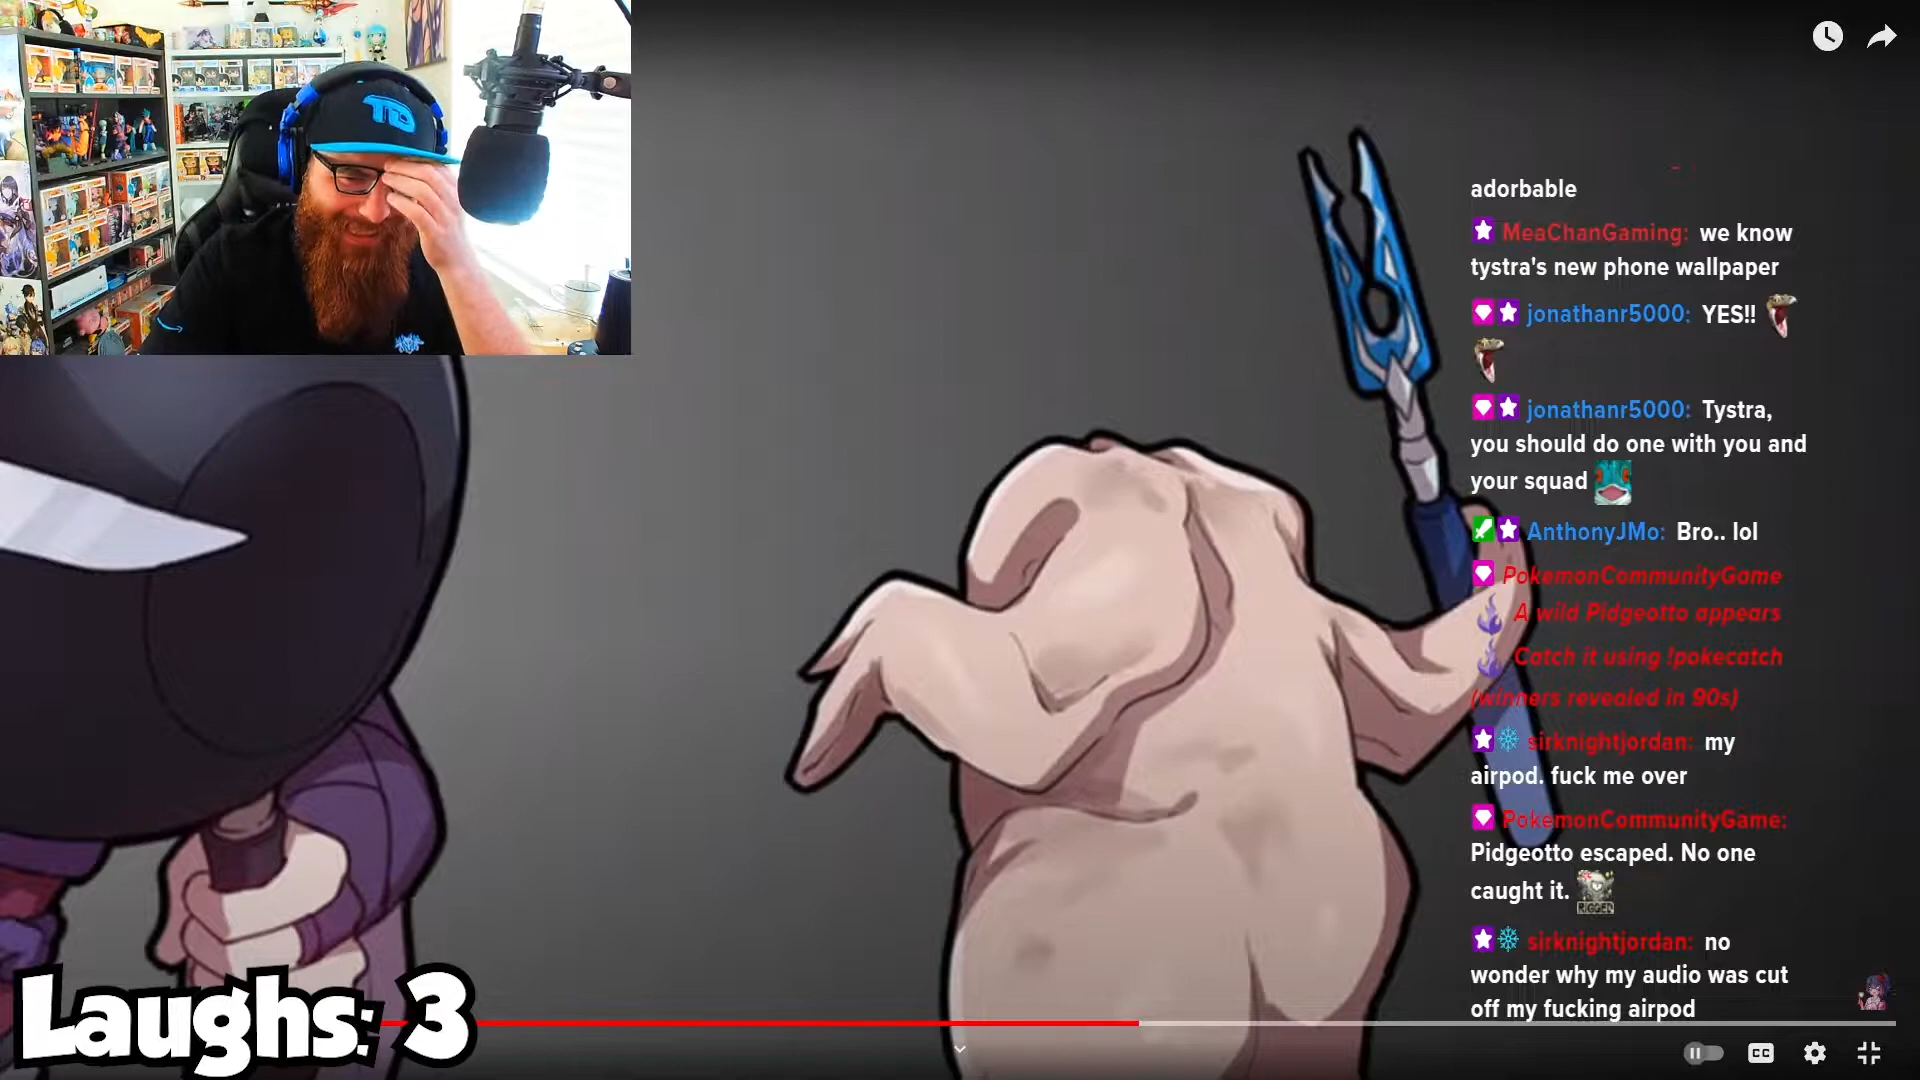 TD
adorbable
MeaChanGaming: we know
tystra's new phone wallpaper
jonathanr5000: YES!!
jonathanr5000: Tystra,
you should do one with you and
your squad
AnthonyJMo: Bro.. lol
PokemonCommunityGame
A wild Pidgeotto appears
Catch it using !pokecatch
(winners revealed in 90s)
sirknightjordan: my
airpod. fuck me over
PokemonCommunityGame:
Pidgeotto escaped. No one
caught it. RIGGED
sirknightjordan: no
wonder why my audio was cut
off my fucking airpod
Laughs: 3
CC